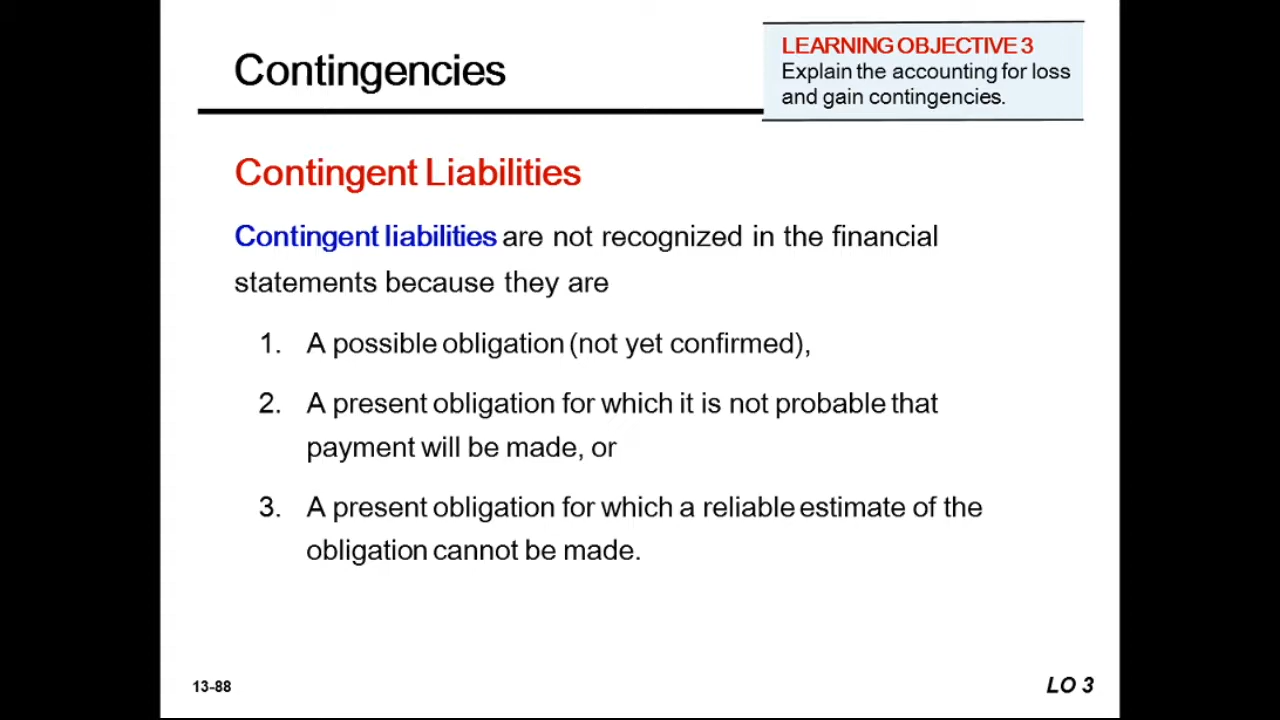 Contingencies
LEARNING OBJECTIVE 3
Explain the accounting for loss
and gain contingencies.
Contingent Liabilities
Contingent liabilities are not recognized in the financial
statements because they are
1. A possible obligation (not yet confirmed),
2. A present obligation for which it is not probable that
payment will be made, or
3. A present obligation for which a reliable estimate of the
obligation cannot be made.
13-88
LO 3